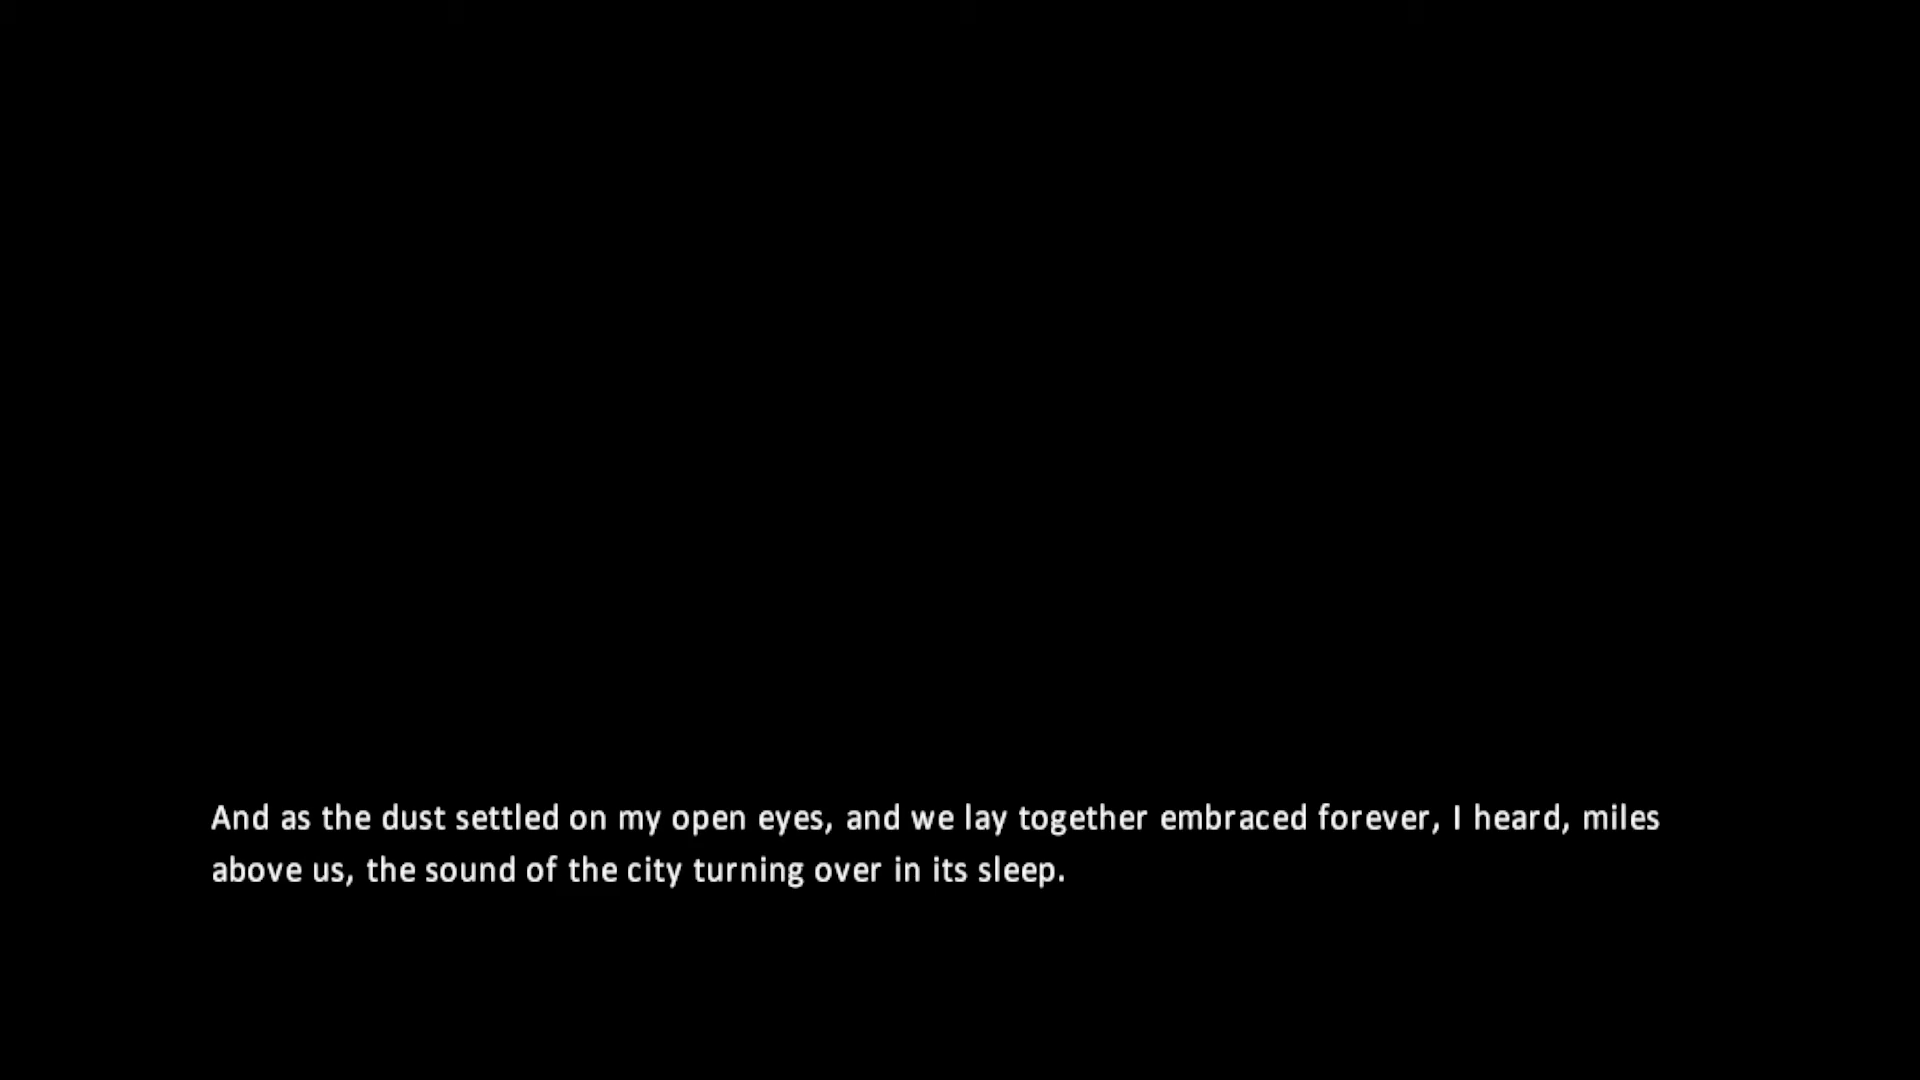 And as the dust settled on my open eyes, and we lay together embraced forever, I heard, miles
above us, the sound of the city turning over in its sleep.